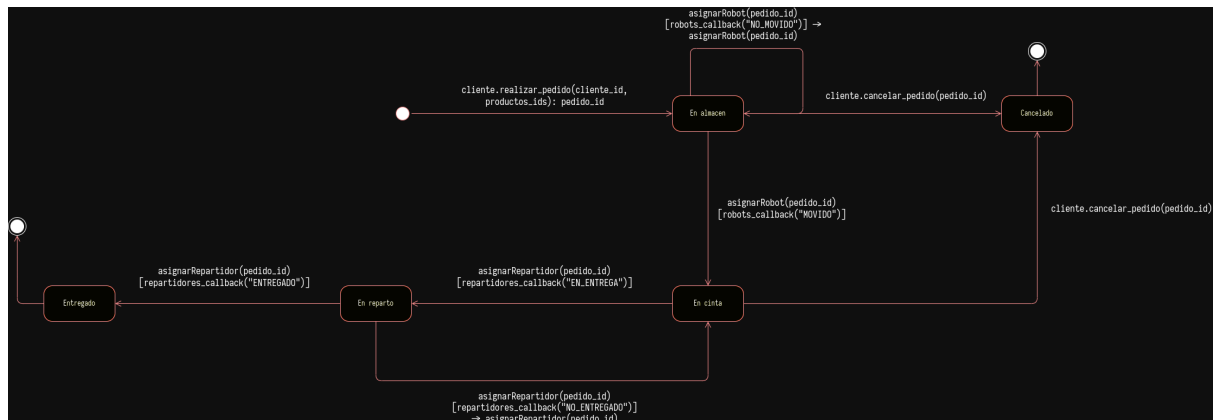 asignarRobot(pedido_id)
[robots_callback("NO_MOVIDO")] →
asignarRobot(pedido_id)
cliente.realizar_pedido(cliente_id,
productos_ids): pedido_id
En almacen
cliente.cancelar_pedido(pedido_id)
Cancelado
asignarRobot(pedido_id)
[robots_callback("MOVIDO")]
cliente.cancelar_pedido(pedido_id)
asignarRepartidor(pedido_id)
[repartidores_callback("ENTREGADO")]
asignarRepartidor(pedido_id)
[repartidores_callback("EN_ENTREGA")]
Entregado
En reparto
En cinta
asignarRepartidor(pedido_id)
[repartidores_callback("NO_ENTREGADO")]
→ asignarRepartidor(pedido_id)